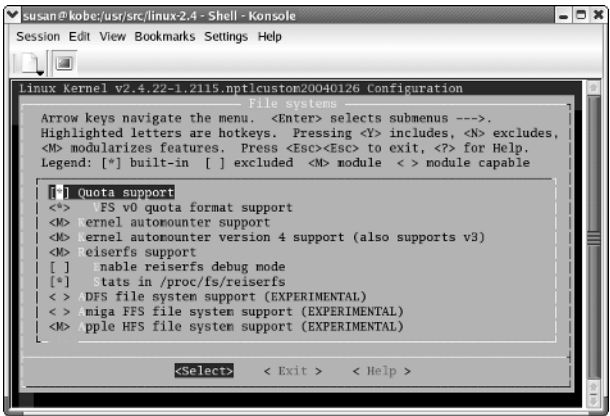 susan@kobe:/usr/src/linux-2.4 - Shell - Konsole
Session Edit View Bookmarks Settings Help
Linux Kernel v2.4.22-1.2115.nptlcustom20040126 Configuration
File systems
Arrow keys navigate the menu. <Enter> selects submenus --->.
Highlighted letters are hotkeys. Pressing <Y> includes, <N> excludes,
<M> modularizes features. Press <Esc><Esc> to exit, <?> for Help.
Legend: [*] built-in [ ] excluded <M> module < > module capable
[*] Quota support
<*> VFS v0 quota format support
<M> Kernel automounter support
<M> Kernel automounter version 4 support (also supports v3)
<M> Reiserfs support
[ ] Enable reiserfs debug mode
[*] Stats in /proc/fs/reiserfs
< > ADFS file system support (EXPERIMENTAL)
< > Amiga FFS file system support (EXPERIMENTAL)
<M> Apple HFS file system support (EXPERIMENTAL)
<Select> < Exit > < Help >